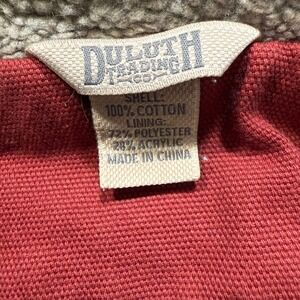 DULUTH
TRADING
CO
SHELL:
100% COTTON
LINING:
72% POLYESTER
28% ACRYLIC
MADE IN CHINA